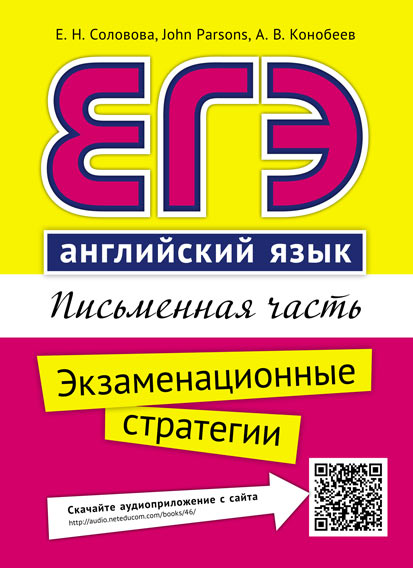 Е. Н. Соловова, John Parsons, А. В. Конобеев
ЕГЭ
английский язык
Письменная часть
Экзаменационные
стратегии
Скачайте аудиоприложение с сайта
http://audio.neteducom.com/books/46/